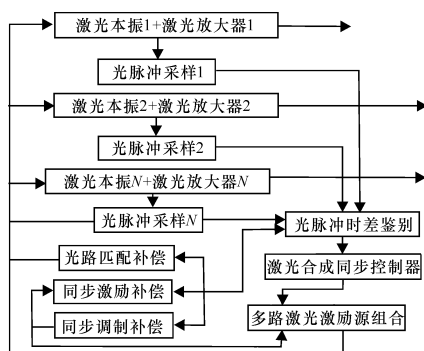 激光本振1+激光放大器1
光脉冲采样1
激光本振2+激光放大器2
光脉冲采样2
激光本振N+激光放大器N
光脉冲采样N
光脉冲时差鉴别
光路匹配补偿
激光合成同步控制器
同步激励补偿
多路激光激励源组合
同步调制补偿